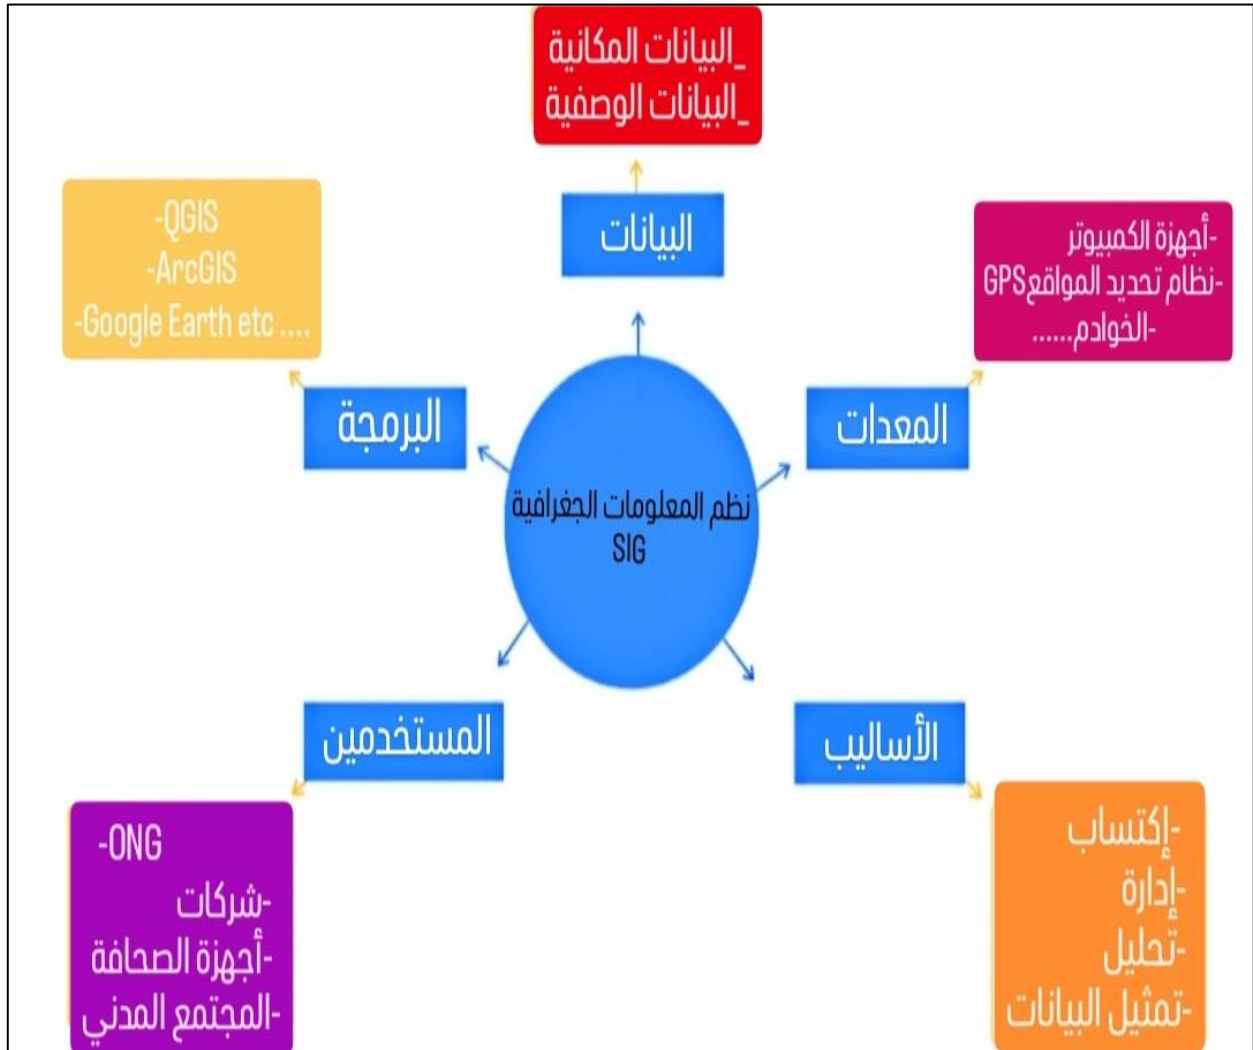 _البيانات المكانية
_البيانات الوصفية
البيانات
-QGIS
-ArcGIS
-Google Earth etc ....
-أجهزة الكمبيوتر
-نظام تحديد المواقعGPS
-الخوادم......
البرمجة
المعدات
نظم المعلومات الجغرافية
SIG
المستخدمين
الأساليب
-ONG
-شركات
-أجهزة الصحافة
-المجتمع المدني
-إكتساب
-إدارة
-تحليل
-تمثيل البيانات